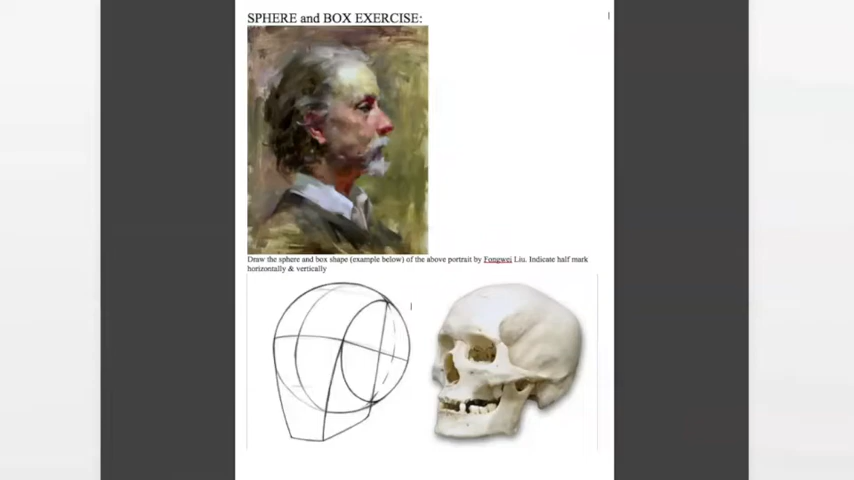 SPHERE and BOX EXERCISE:
Draw the sphere and box shape (example below) of the above portrait by Fongwei Liu. Indicate half mark
horizontally & vertically